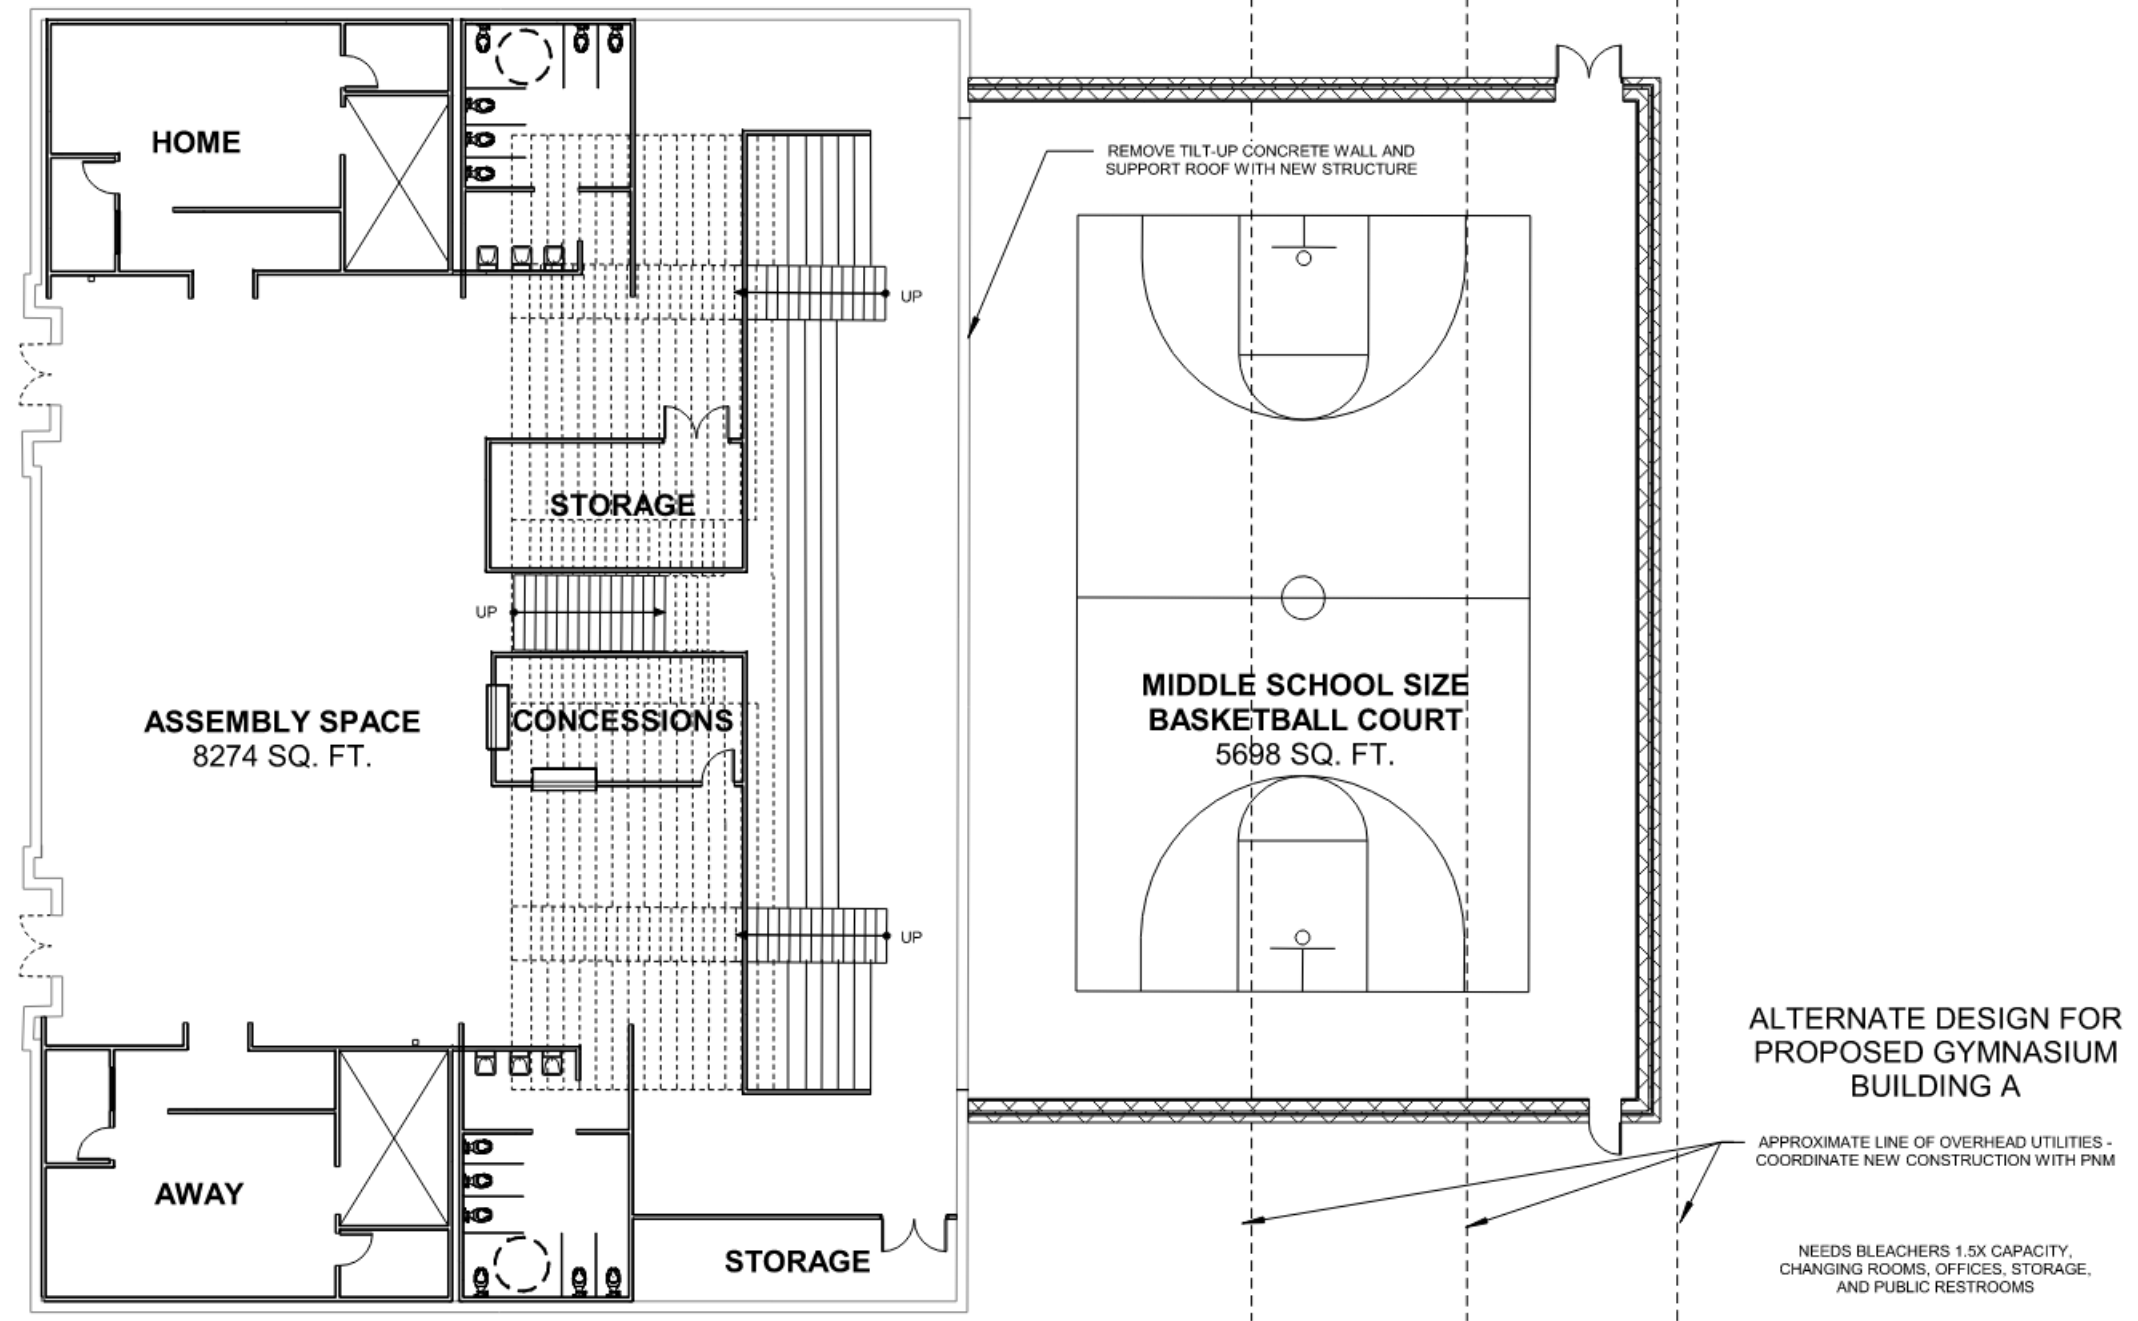 HOME
REMOVE TILT-UP CONCRETE WALL AND
SUPPORT ROOF WITH NEW STRUCTURE
UP
STORAGE
UP
ASSEMBLY SPACE
8274 SQ. FT.
CONCESSIONS
MIDDLE SCHOOL SIZE
BASKETBALL COURT
5698 SQ. FT.
UP
AWAY
STORAGE
ALTERNATE DESIGN FOR
PROPOSED GYMNASIUM
BUILDING A
APPROXIMATE LINE OF OVERHEAD UTILITIES -
COORDINATE NEW CONSTRUCTION WITH PNM
NEEDS BLEACHERS 1.5X CAPACITY,
CHANGING ROOMS, OFFICES, STORAGE,
AND PUBLIC RESTROOMS